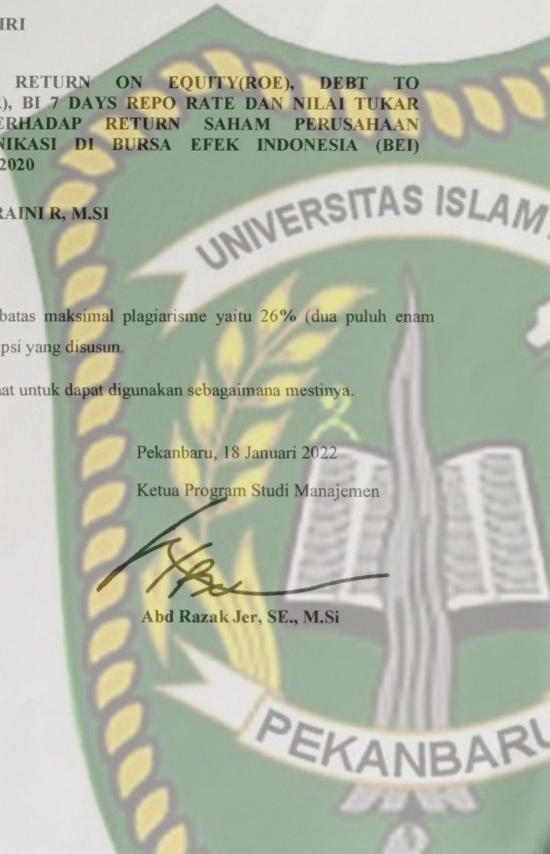 IRI
RETURN ON EQUITY(ROE), DEBT TO
), BI 7 DAYS REPO RATE DAN NILAI TUKAR
ERHADAP RETURN SAHAM PERUSAHAAN
NIKASI DI BURSA EFEK INDONESIA (BEI)
2020
RAINI R, M.SI
UNIVERSITAS ISLAM
batas maksimal plagiarisme yaitu 26% (dua puluh enam
psi yang disusun.
at untuk dapat digunakan sebagaimana mestinya.
Pekanbaru, 18 Januari 2022
Ketua Program Studi Manajemen
Abd Razak Jer, SE., M.Si
PEKANBARU